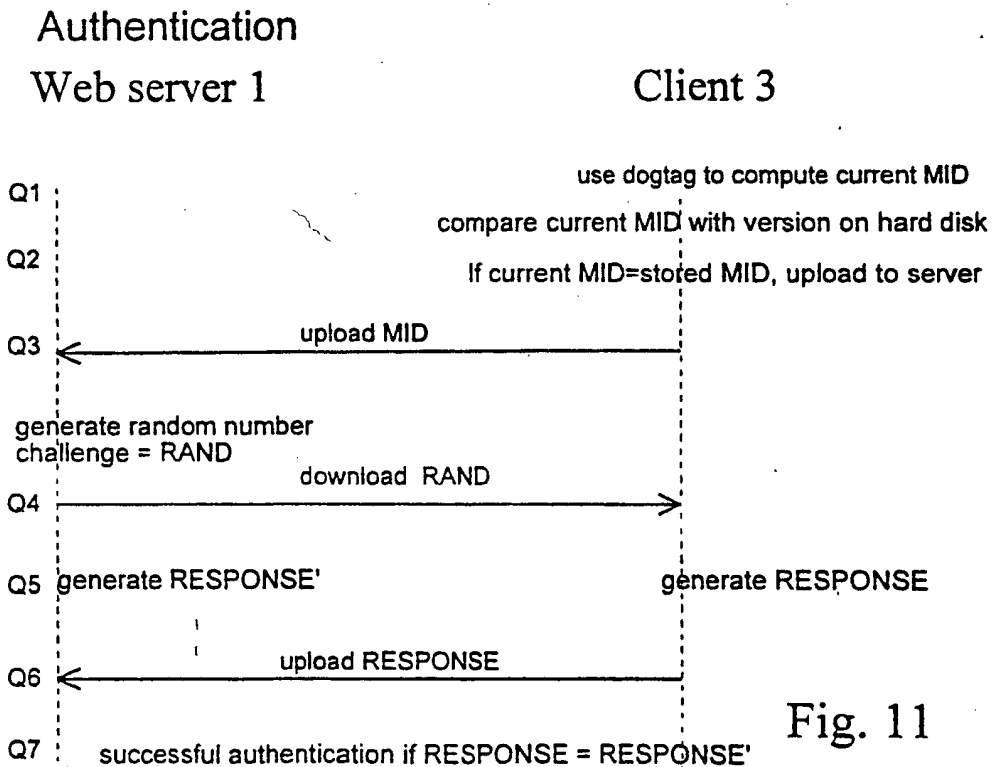 Authentication
Web server 1
Client 3
Q1
use dogtag to compute current MID
compare current MID with version on hard disk
Q2
If current MID=stored MID, upload to server
Q3
upload MID
generate random number
challenge = RAND
download RAND
Q4
Q5
generate RESPONSE'
generate RESPONSE
upload RESPONSE
Q6
Fig. 11
Q7
successful authentication if RESPONSE = RESPONSE'